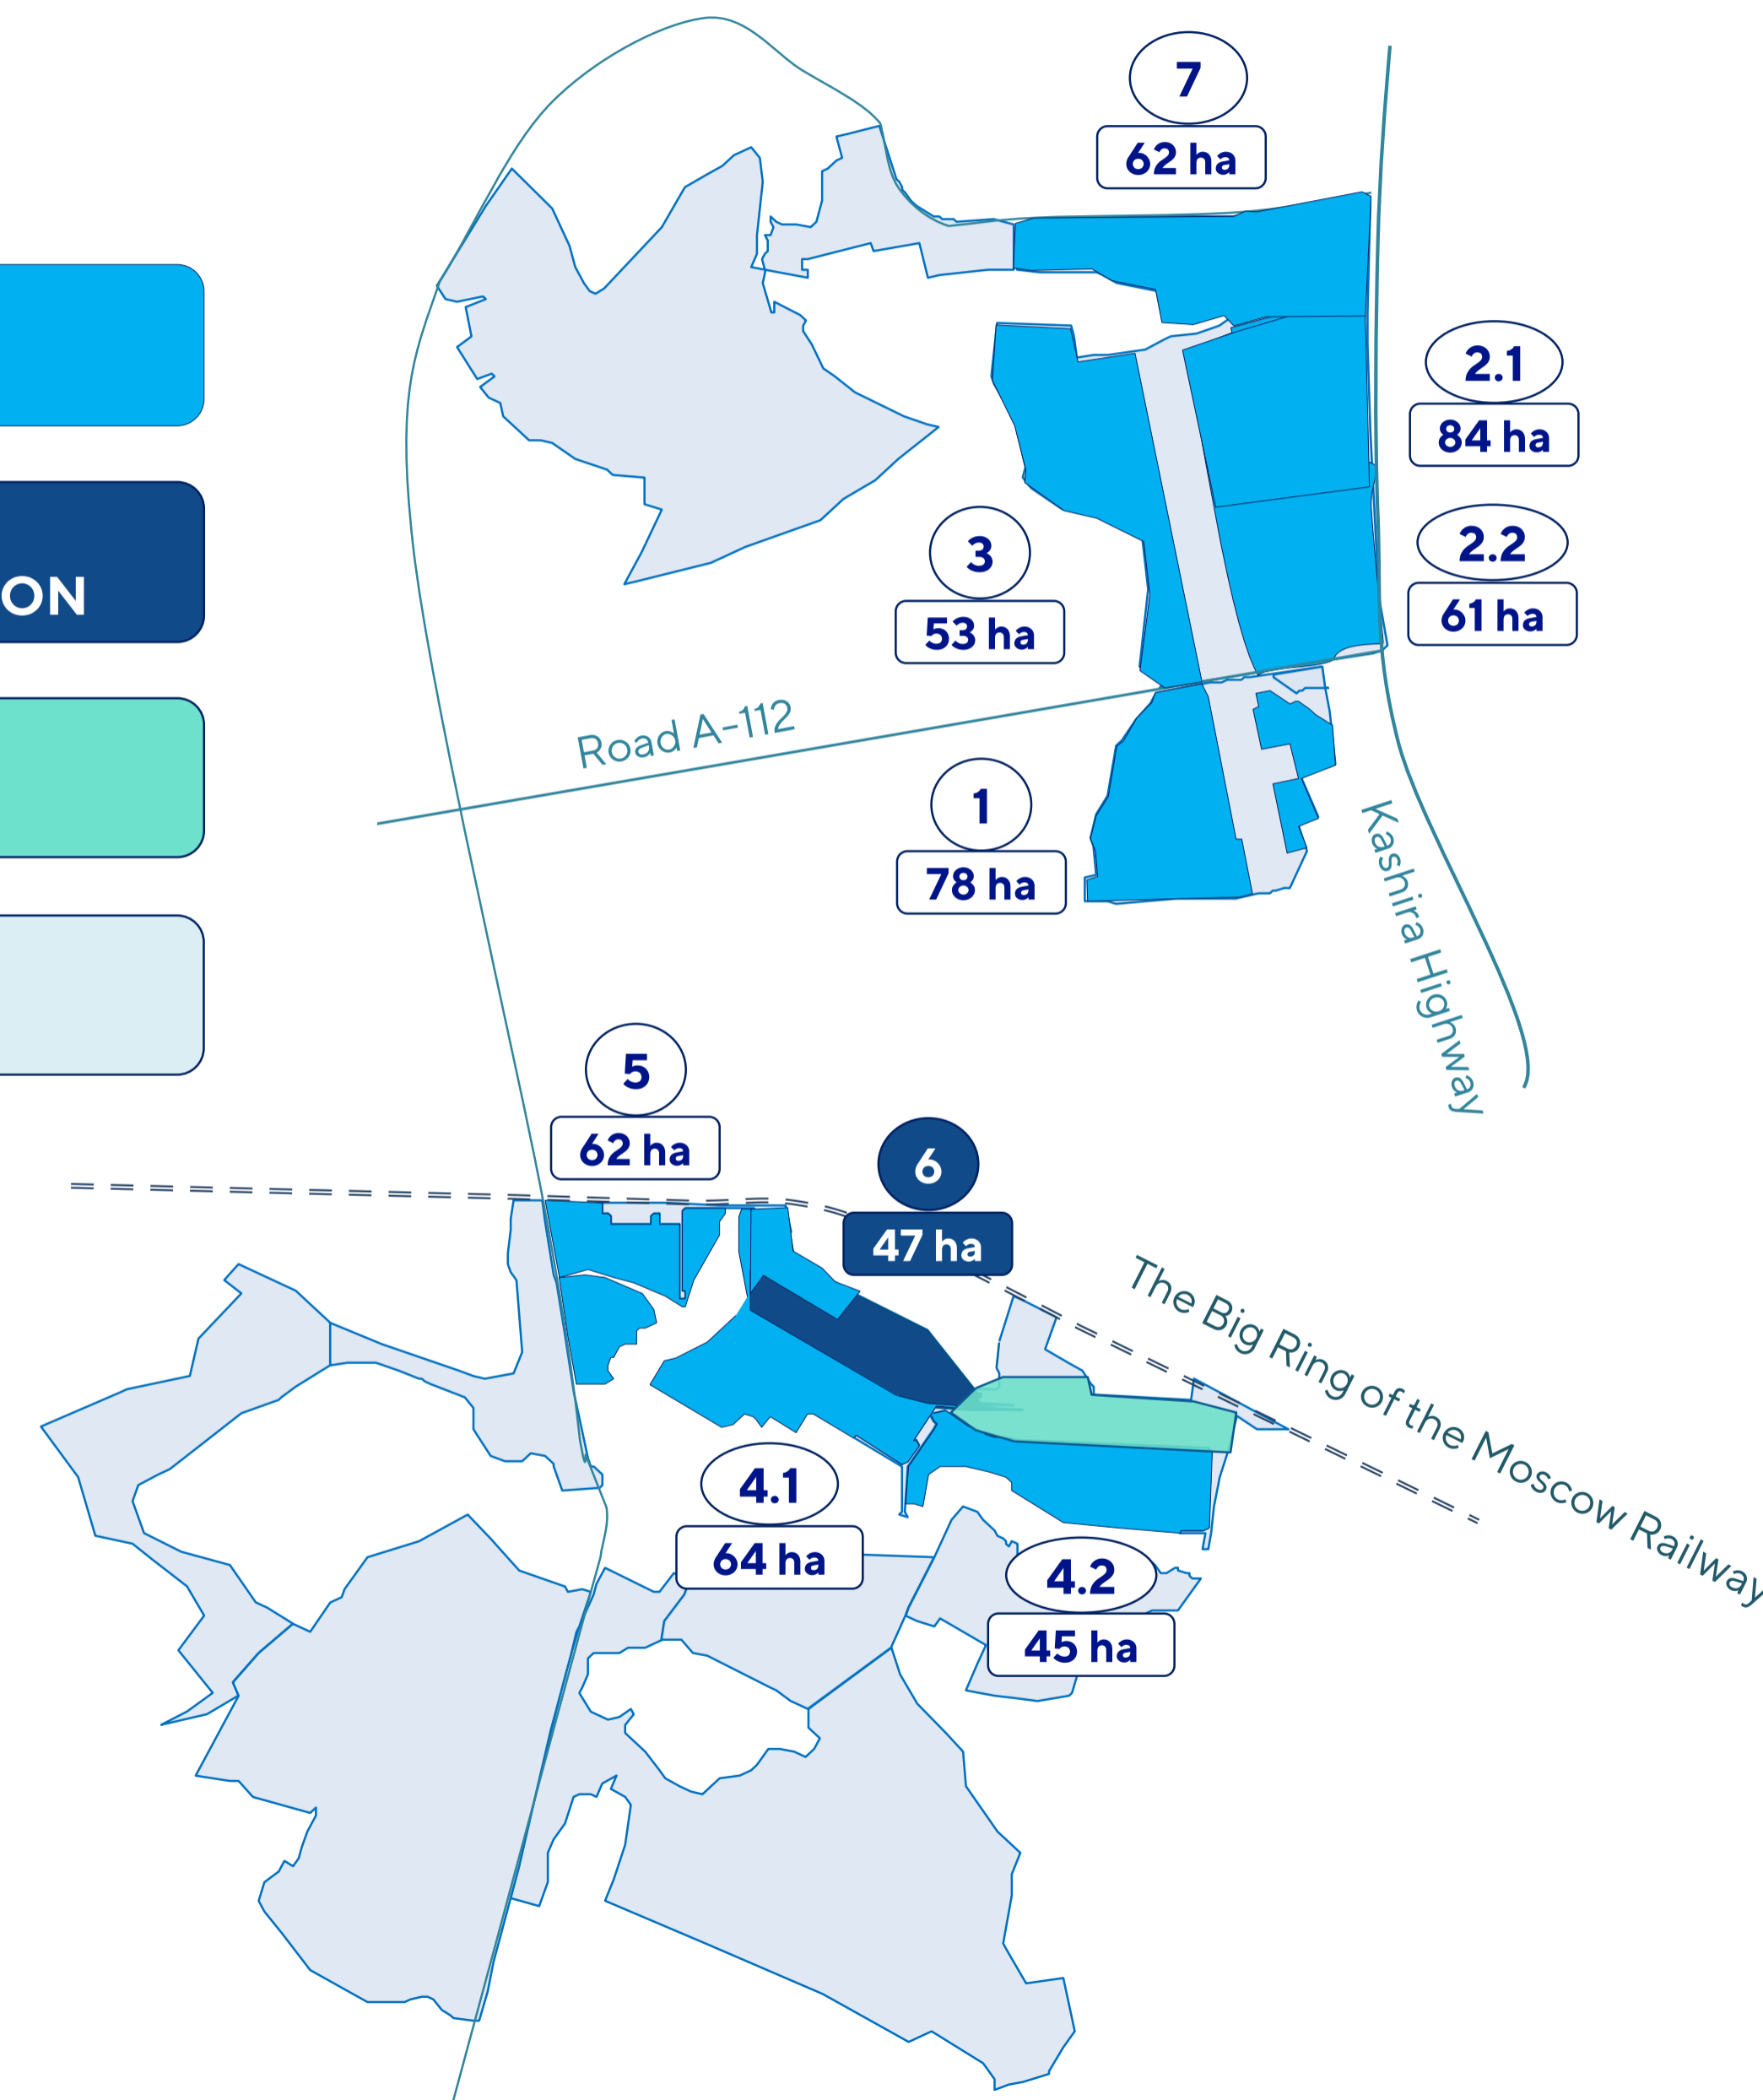 7
62 ha
2.1
84 ha
2.2
61 ha
3
53 ha
ON
Road A-112
1
78 ha
Kashira Highway
5
62 ha
6
47 ha
The Big Ring of the Moscow Railway
4.1
64 ha
4.2
45 ha